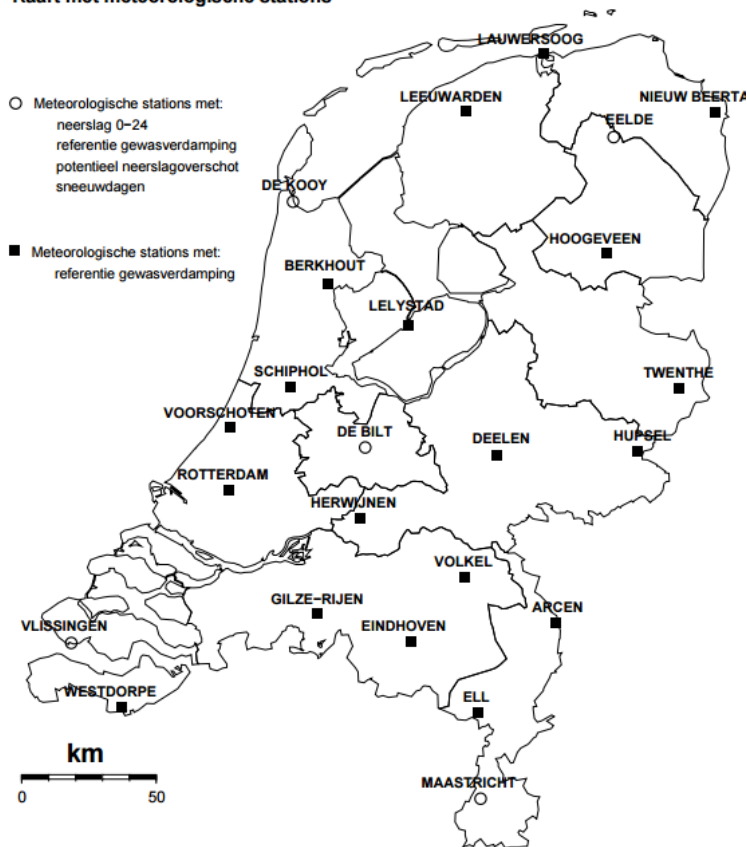 Kaart met meteorologische stations
LAUWERSOOG
Meteorologische stations met:
neerslag 0−24
referentie gewasverdamping
potentieel neerslagoverschot
sneeuwdagen
LEEUWARDEN
NIEUW BEERTA
EELDE
DE KOOY
Meteorologische stations met:
referentie gewasverdamping
HOOGEVEEN
BERKHOUT
LELYSTAD
SCHIPHOL
TWENTHE
VOORSCHOTEN
DE BILT
DEELEN
HUPSEL
ROTTERDAM
HERWIJNEN
VOLKEL
GILZE−RIJEN
ARCEN
VLISSINGEN
EINDHOVEN
WESTDORPE
ELL
km
0 50
MAASTRICHT